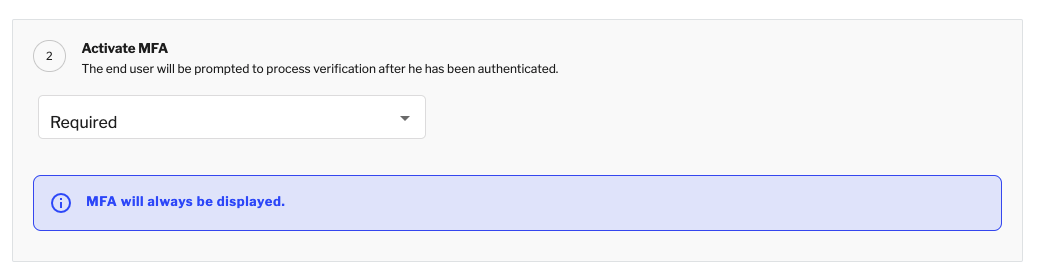 2
Activate MFA
The end user will be prompted to process verification after he has been authenticated.
Required
MFA will always be displayed.